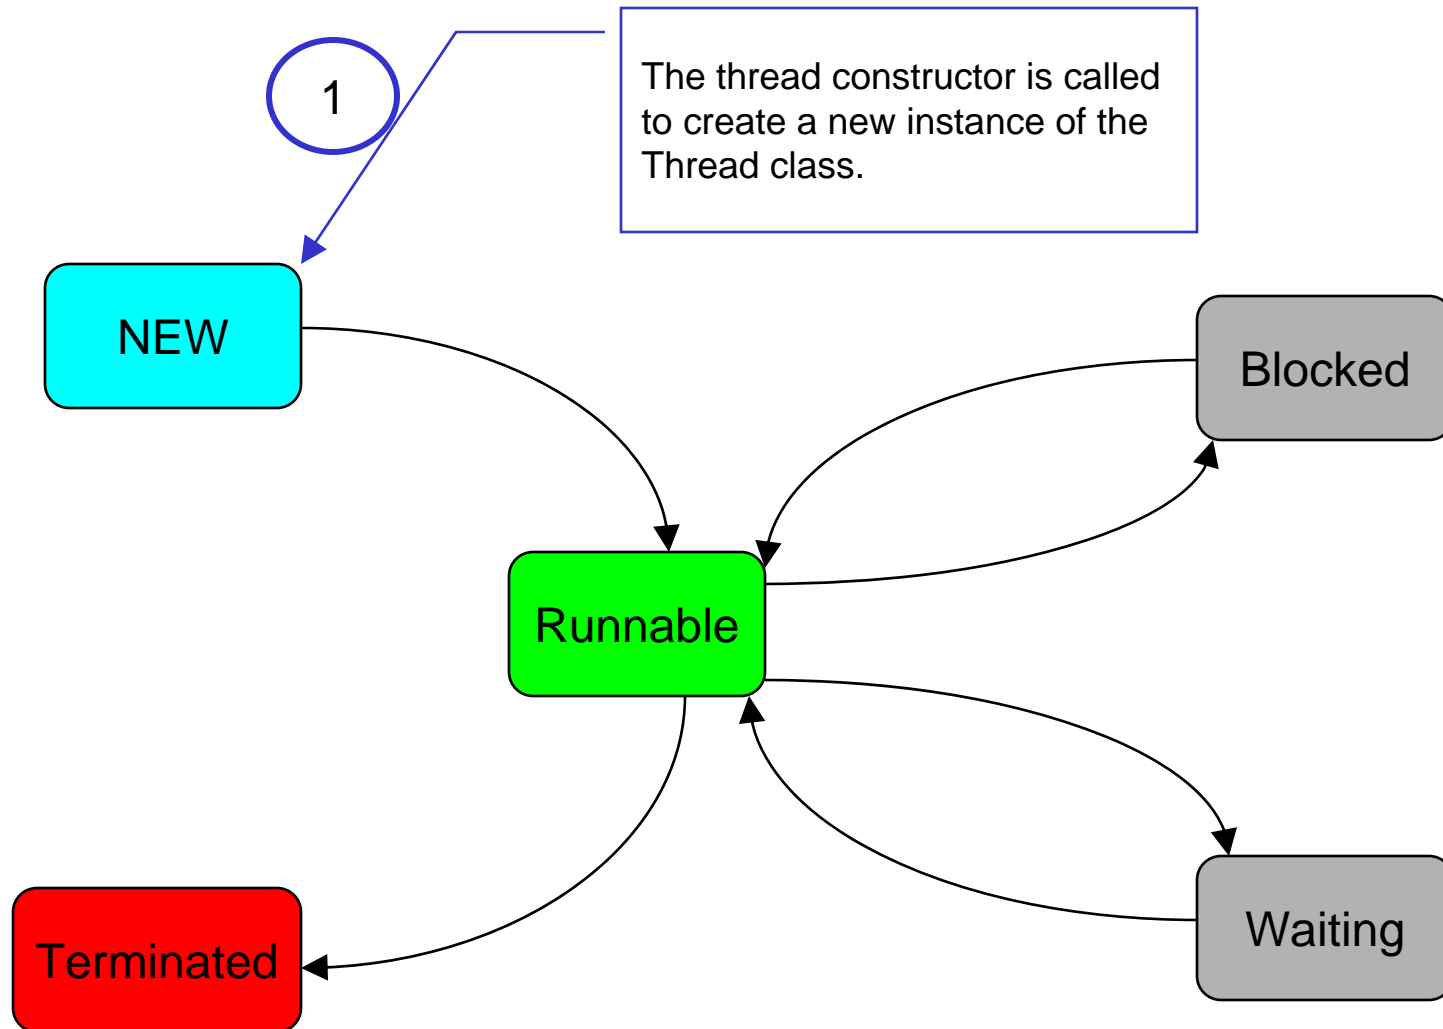 1
The thread constructor is called
to create a new instance of the
Thread class.
NEW
Blocked
Runnable
Waiting
Terminated